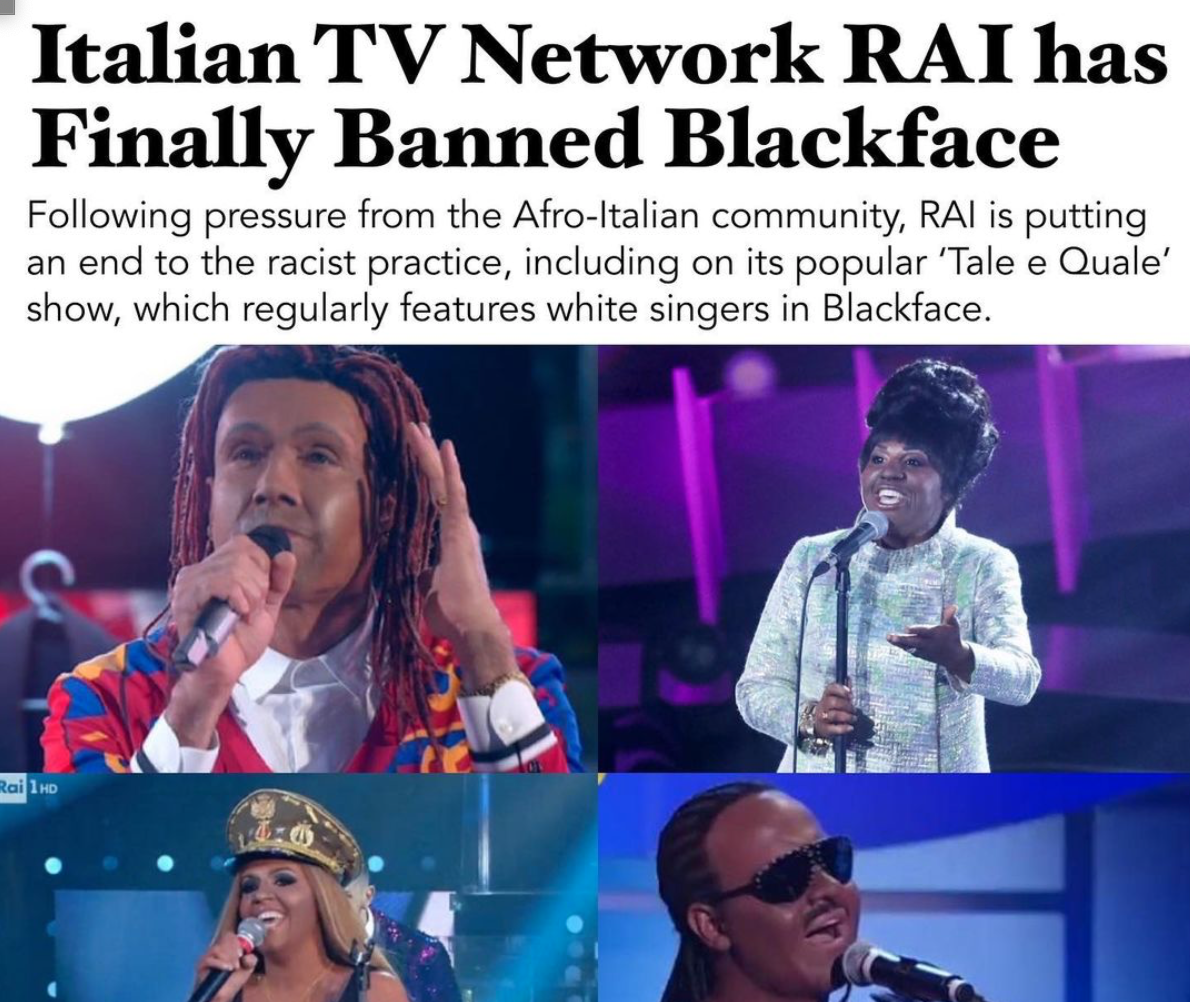 Italian TV Network RAI has
Finally Banned Blackface
Following pressure from the Afro-Italian community, RAI is putting
an end to the racist practice, including on its popular ‘Tale e Quale’
show, which regularly features white singers in Blackface.
Rai 1 HD